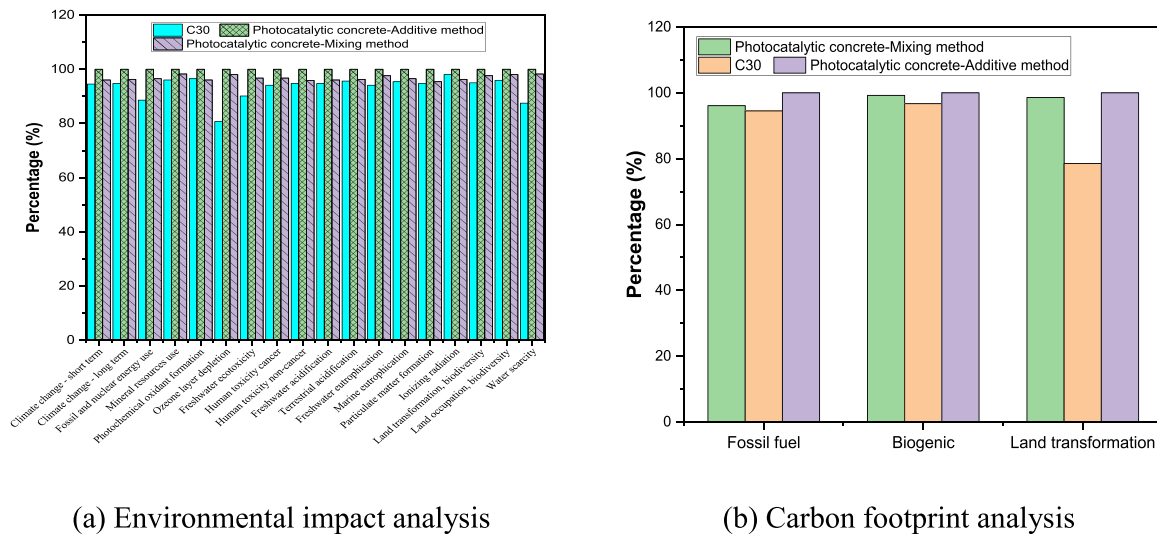 120
100
80
60
40
20
0
Percentage (%)
C30
Photocatalytic concrete-Additive method
Photocatalytic concrete-Mixing method
Climate change - short term
Climate change - long term
Fossil and nuclear energy use
Mineral resources use
Photochemical oxidant formation
Ozeone layer depletion
Freshwater ecotoxicity
Human toxicity cancer
Human toxicity non-cancer
Freshwater acidification
Terrestrial acidification
Freshwater eutrophication
Marine eutrophication
Particulate matter formation
Ionizing radiation
Land transformation, biodiversity
Land occupation, biodiversity
Water scarcity
(a) Environmental impact analysis
120
100
80
60
40
20
0
Percentage (%)
Photocatalytic concrete-Mixing method
C30
Photocatalytic concrete-Additive method
Fossil fuel
Biogenic
Land transformation
(b) Carbon footprint analysis